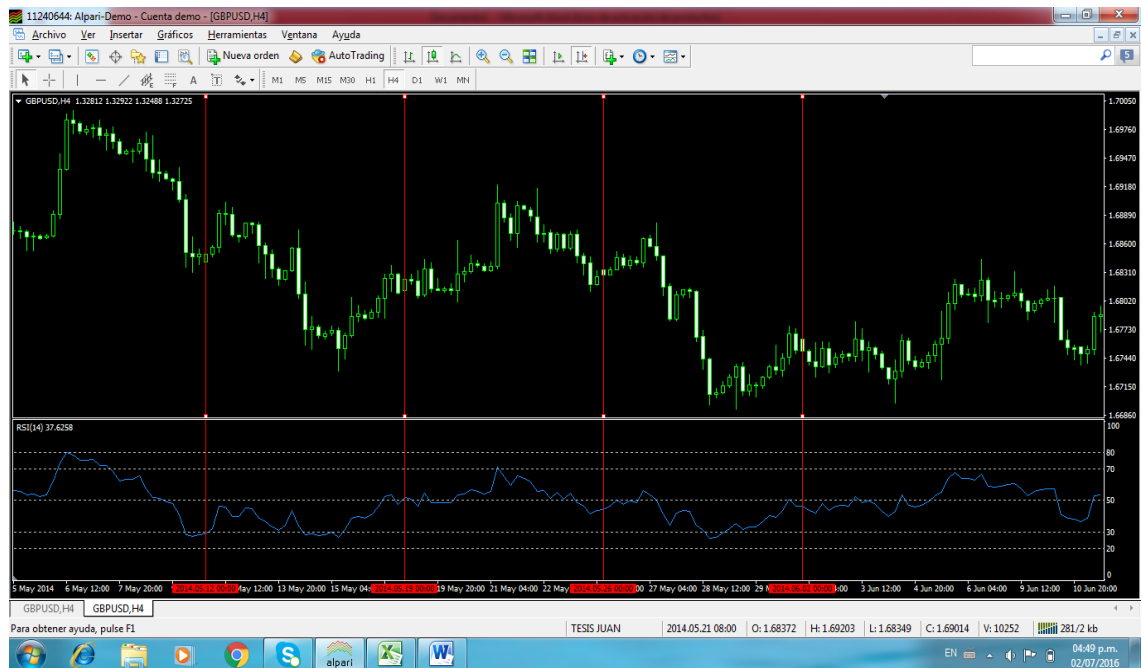 11240644: Alpari-Demo - Cuenta demo - [GBPUSD,H4]
Archivo Ver Insertar Gráficos Herramientas Ventana Ayuda
Nueva orden AutoTrading 5
A T M1 M5 M15 M30 H1 H4 D1 W1 MN
GBPUSD,H4 1.32812 1.32922 1.32488 1.32725
1.70050
1.69760
1.69470
1.69180
1.68890
1.68600
1.68310
1.68020
1.67730
1.67440
1.67150
1.66860
RSI(14) 37.6258
100
80
70
50
30
20
0
5 May 2014 6 May 12:00 7 May 20:00 2014.05.12 00:00 May 12:00 13 May 20:00 15 May 04: 2014.05.19 00:00 19 May 20:00 21 May 04:00 22 May 2014.05.26 00:00 00 27 May 04:00 28 May 12:00 29 2014.06.02 00:00 :00 3 Jun 12:00 4 Jun 20:00 6 Jun 04:00 9 Jun 12:00 10 Jun 20:00
GBPUSD,H4 GBPUSD,H4
Para obtener ayuda, pulse F1 TESIS JUAN 2014.05.21 08:00 O: 1.68372 H: 1.69203 L: 1.68349 C: 1.69014 V: 10252 281/2 kb
alpari EN 04:49 p.m.
02/07/2016